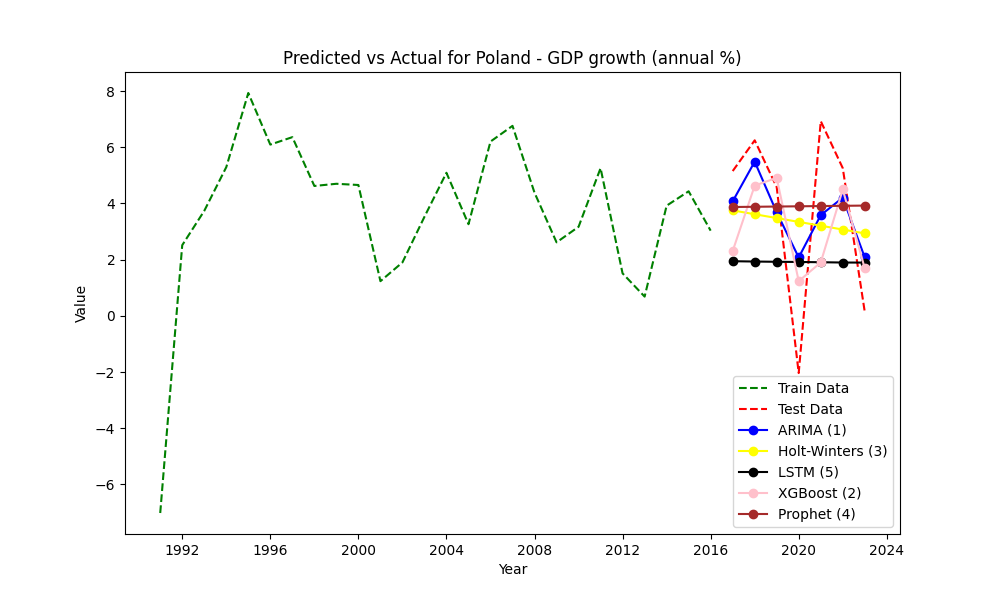 Predicted vs Actual for Poland - GDP growth (annual %)
Value
8
6
4
2
0
−2
−4
−6
1992
1996
2000
2004
2008
2012
2016
2020
2024
Year
Train Data
Test Data
ARIMA (1)
Holt-Winters (3)
LSTM (5)
XGBoost (2)
Prophet (4)